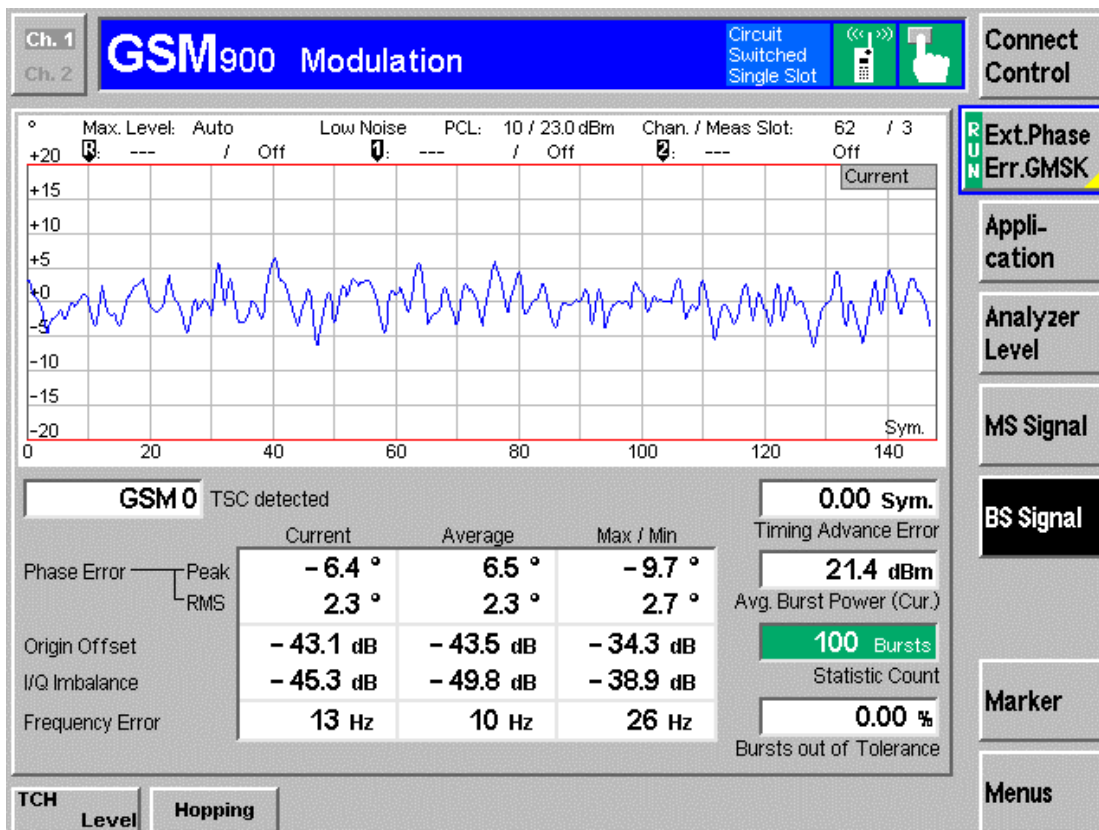 Ch. 1
Ch. 2
GSM900 Modulation
Circuit
Switched
Single Slot
Connect
Control
° Max. Level: Auto Low Noise PCL: 10 / 23.0 dBm Chan. / Meas Slot: 62 / 3
R: --- / Off 1: --- / Off 2: --- Off
+20
Current
+15
+10
+5
+0
-5
-10
-15
-20
Sym.
0 20 40 60 80 100 120 140
RUN
Ext.Phase
Err.GMSK
Appli-
cation
Analyzer
Level
MS Signal
BS Signal
GSM 0 TSC detected
0.00 Sym.
Timing Advance Error
Current Average Max / Min
Phase Error Peak - 6.4 ° 6.5 ° - 9.7 °
RMS 2.3 ° 2.3 ° 2.7 °
21.4 dBm
Avg. Burst Power (Cur.)
Origin Offset - 43.1 dB - 43.5 dB - 34.3 dB
I/Q Imbalance - 45.3 dB - 49.8 dB - 38.9 dB
100 Bursts
Statistic Count
Frequency Error 13 Hz 10 Hz 26 Hz
0.00 %
Bursts out of Tolerance
Marker
Menus
TCH
Level
Hopping